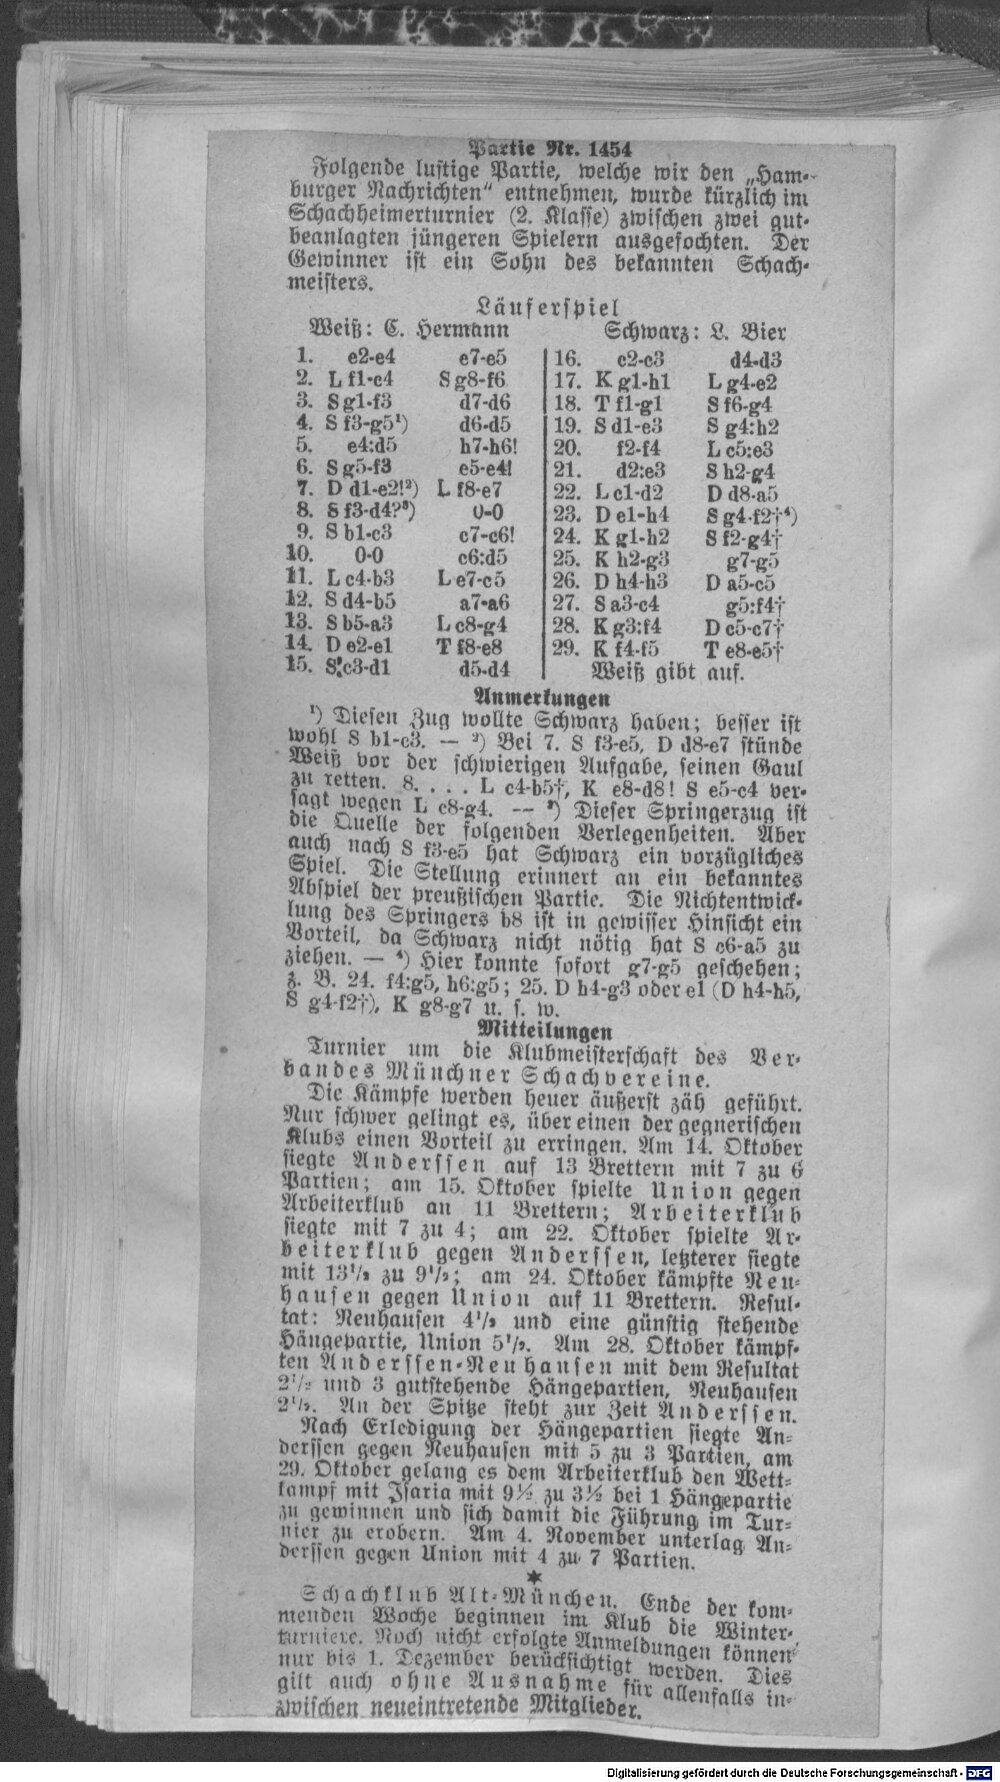 Partie Nr. 1454
Folgende lustige Partie, welche wir den „Ham-
burger Nachrichten“ entnehmen, wurde kürzlich im
Schachheimerturnier (2. Klasse) zwischen zwei gut-
beanlagten jüngeren Spielern ausgefochten. Der
Gewinner ist ein Sohn des bekannten Schach-
meisters.
Läuferspiel
Weiß: C. Hermann Schwarz: L. Bier
1. e2-e4 e7-e5
2. L f1-c4 S g8-f6
3. S g1-f3 d7-d6
4. S f3-g5¹) d6-d5
5. e4:d5 h7-h6!
6. S g5-f3 e5-e4!
7. D d1-e2!²) L f8-e7
8. S f3-d4?³) 0-0
9. S b1-c3 c7-c6!
10. 0-0 c6:d5
11. L c4-b3 L e7-c5
12. S d4-b5 a7-a6
13. S b5-a3 L c8-g4
14. D e2-e1 T f8-e8
15. S c3-d1 d5-d4
16. c2-c3 d4-d3
17. K g1-h1 L g4-e2
18. T f1-g1 S f6-g4
19. S d1-e3 S g4:h2
20. f2-f4 L c5:e3
21. d2:e3 S h2-g4
22. L c1-d2 D d8-a5
23. D e1-h4 S g4-f2†⁴)
24. K g1-h2 S f2-g4†
25. K h2-g3 g7-g5
26. D h4-h3 D a5-c5
27. S a3-c4 g5:f4†
28. K g3:f4 D c5-c7†
29. K f4-f5 T e8-e5†
Weiß gibt auf.
Anmerkungen
¹) Diesen Zug wollte Schwarz haben; besser ist
wohl S b1-c3. — ²) Bei 7. S f3-e5, D d8-e7 stünde
Weiß vor der schwierigen Aufgabe, seinen Gaul
zu retten. 8. . . . L c4-b5†, K e8-d8! S e5-c4 ver-
sagt wegen L c8-g4. — ³) Dieser Springerzug ist
die Quelle der folgenden Verlegenheiten. Aber
auch nach S f3-e5 hat Schwarz ein vorzügliches
Spiel. Die Stellung erinnert an ein bekanntes
Abspiel der preußischen Partie. Die Nichtentwick-
lung des Springers b8 ist in gewisser Hinsicht ein
Vorteil, da Schwarz nicht nötig hat S c6-a5 zu
ziehen. — ⁴) Hier konnte sofort g7-g5 geschehen;
z. B. 24. f4:g5, h6:g5; 25. D h4-g3 oder e1 (D h4-h5,
S g4-f2†), K g8-g7 u. s. w.
Mitteilungen
Turnier um die Klubmeisterschaft des Ver-
bandes Münchner Schachvereine.
Die Kämpfe werden heuer äußerst zäh geführt.
Nur schwer gelingt es, über einen der gegnerischen
Klubs einen Vorteil zu erringen. Am 14. Oktober
siegte Anderssen auf 13 Brettern mit 7 zu 6
Partien; am 15. Oktober spielte Union gegen
Arbeiterklub an 11 Brettern; Arbeiterklub
siegte mit 7 zu 4; am 22. Oktober spielte Ar-
beiterklub gegen Anderssen, letzterer siegte
mit 13½ zu 9½; am 24. Oktober kämpfte Neu-
hausen gegen Union auf 11 Brettern. Resul-
tat: Neuhausen 4½ und eine günstig stehende
Hängepartie, Union 5½. Am 28. Oktober kämpf-
ten Anderssen-Neuhausen mit dem Resultat
2½ und 3 gutstehende Hängepartien, Neuhausen
2½. An der Spitze steht zur Zeit Anderssen.
Nach Erledigung der Hängepartien siegte An-
derssen gegen Neuhausen mit 5 zu 3 Partien, am
29. Oktober gelang es dem Arbeiterklub den Wett-
kampf mit Isaria mit 9½ zu 3½ bei 1 Hängepartie
zu gewinnen und sich damit die Führung im Tur-
nier zu erobern. Am 4. November unterlag An-
derssen gegen Union mit 4 zu 7 Partien.
Schachklub Alt-München. Ende der kom-
menden Woche beginnen im Klub die Winter-
turniere. Noch nicht erfolgte Anmeldungen können
nur bis 1. Dezember berücksichtigt werden. Dies
gilt auch ohne Ausnahme für allenfalls in-
zwischen neueintretende Mitglieder.
Digitalisierung gefördert durch die Deutsche Forschungsgemeinschaft - DFG